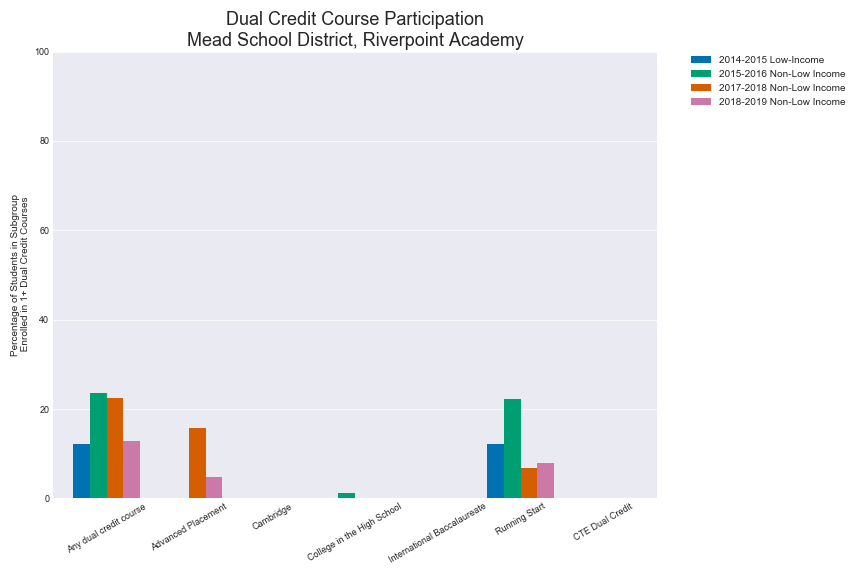 Dual Credit Course Participation
Mead School District, Riverpoint Academy
2014-2015 Low-Income
2015-2016 Non-Low Income
2017-2018 Non-Low Income
2018-2019 Non-Low Income
Percentage of Students in Subgroup
Enrolled in 1+ Dual Credit Courses
100
80
60
40
20
0
Any dual credit course
Advanced Placement
Cambridge
College in the High School
International Baccalaureate
Running Start
CTE Dual Credit